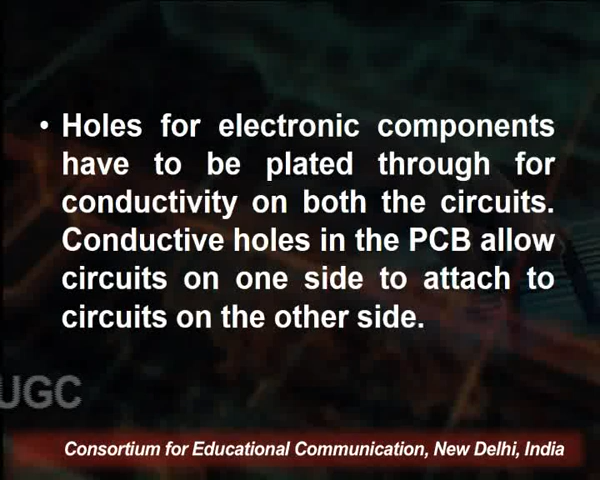 • Holes for electronic components
have to be plated through for
conductivity on both the circuits.
Conductive holes in the PCB allow
circuits on one side to attach to
circuits on the other side.
UGC
Consortium for Educational Communication, New Delhi, India